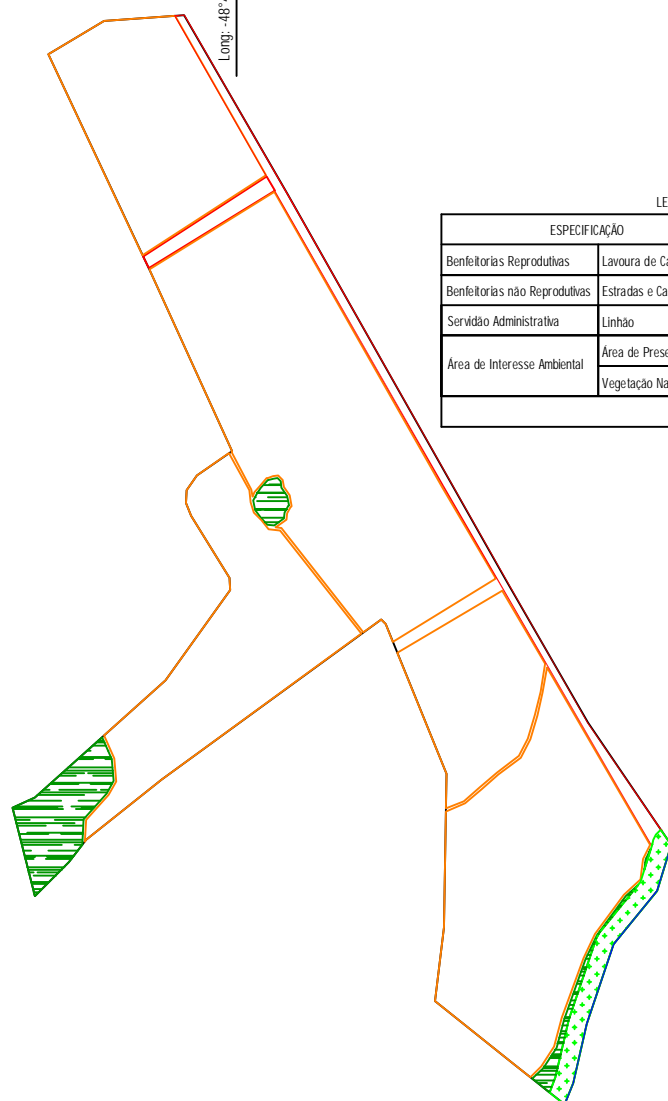 Long: -48°
LE
ESPECIFICAÇÃO
Benfeitorias Reprodutivas Lavoura de Ca
Benfeitorias não Reprodutivas Estradas e Ca
Servidão Administrativa Linhão
Área de Interesse Ambiental Área de Prese
Vegetação Na